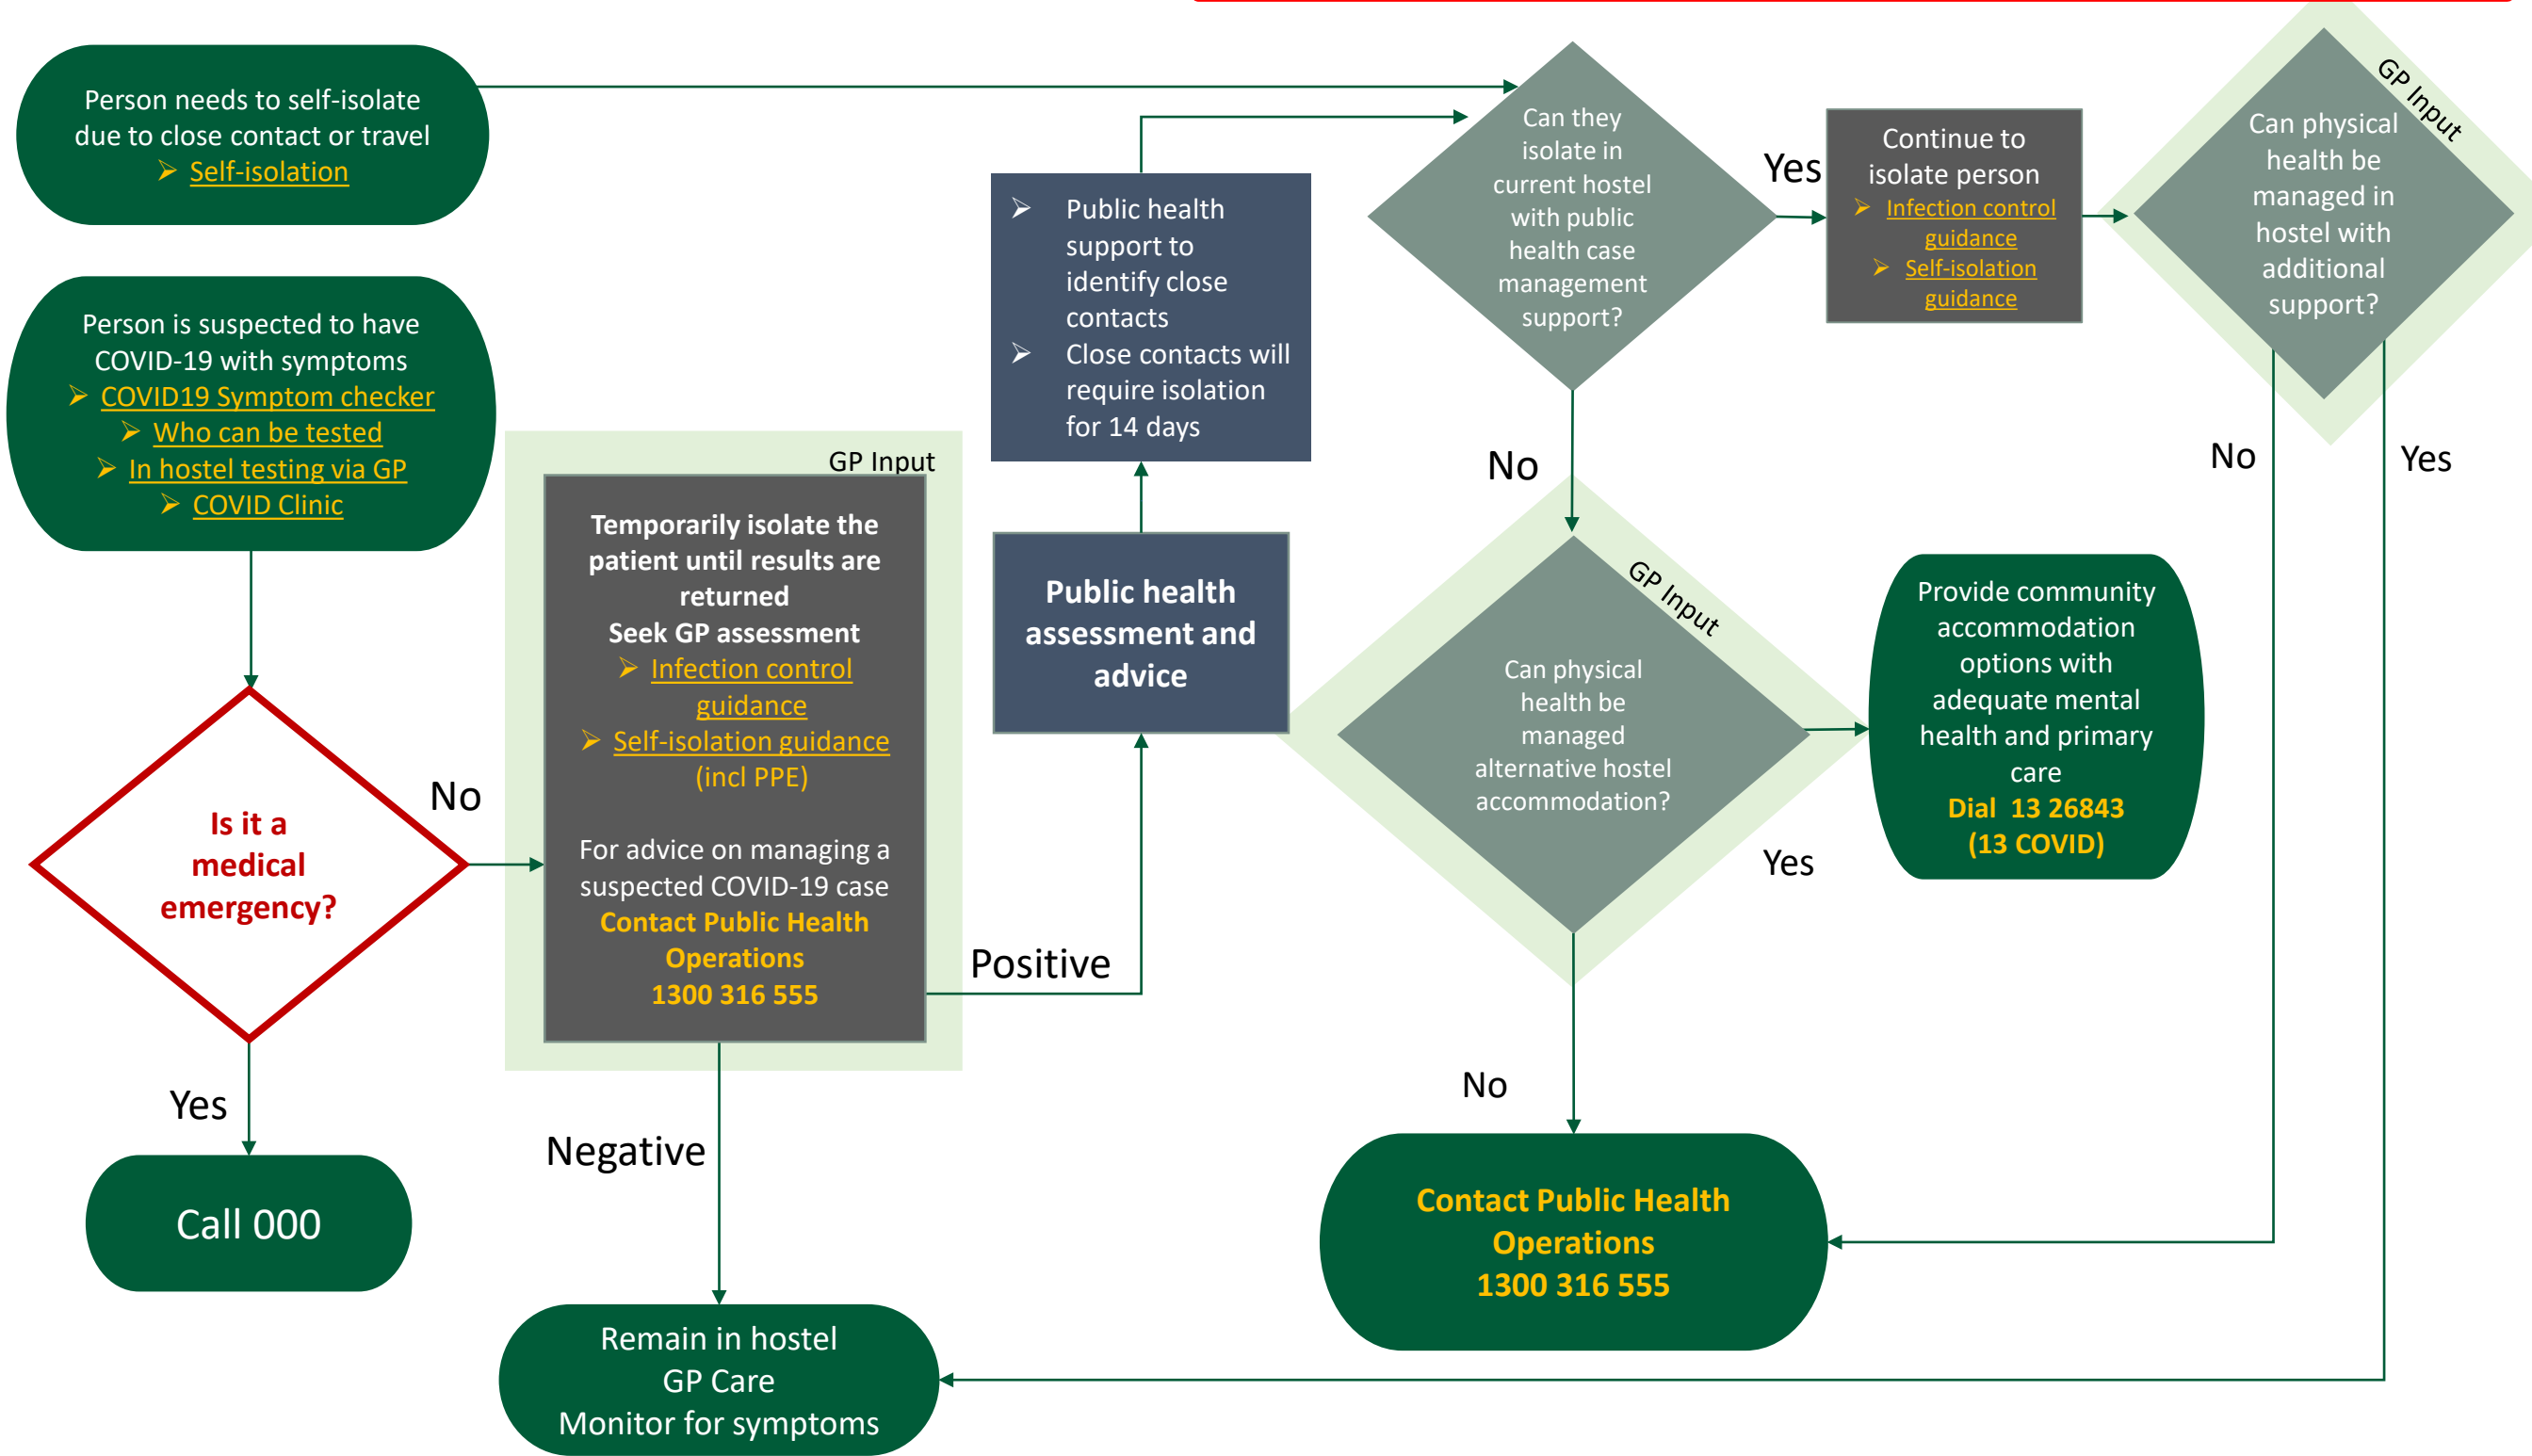 Person needs to self-isolate
due to close contact or travel
➢ Self-isolation
Person is suspected to have
COVID-19 with symptoms
➢ COVID19 Symptom checker
➢ Who can be tested
➢ In hostel testing via GP
➢ COVID Clinic
Is it a
medical
emergency?
No
Yes
Call 000
GP Input
Temporarily isolate the
patient until results are
returned
Seek GP assessment
➢ Infection control
guidance
➢ Self-isolation guidance
(incl PPE)
For advice on managing a
suspected COVID-19 case
Contact Public Health
Operations
1300 316 555
Positive
Negative
Remain in hostel
GP Care
Monitor for symptoms
Public health
assessment and
advice
➢ Public health
support to
identify close
contacts
➢ Close contacts will
require isolation
for 14 days
Can they
isolate in
current hostel
with public
health case
management
support?
Yes
No
Continue to
isolate person
➢ Infection control
guidance
➢ Self-isolation
guidance
GP Input
Can physical
health be
managed in
hostel with
additional
support?
No
Yes
GP Input
Can physical
health be
managed
alternative hostel
accommodation?
Yes
No
Provide community
accommodation
options with
adequate mental
health and primary
care
Dial 13 26843
(13 COVID)
Contact Public Health
Operations
1300 316 555